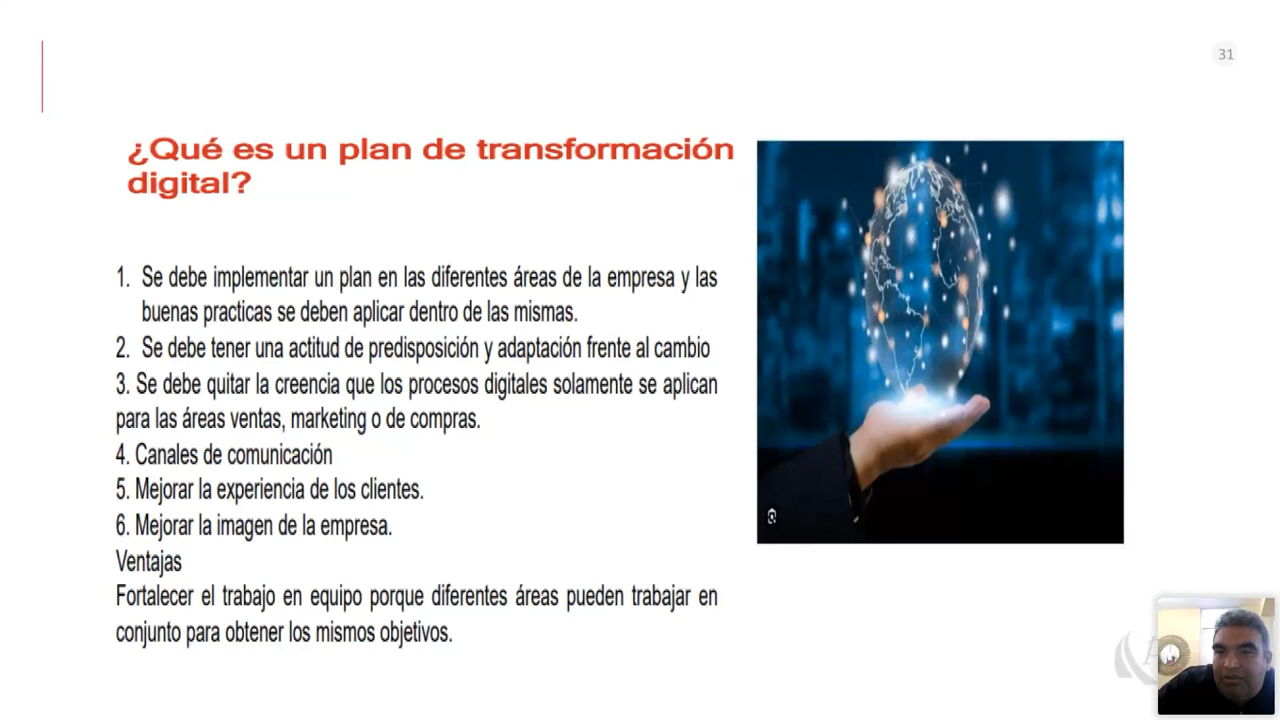 31
¿Qué es un plan de transformación
digital?
1. Se debe implementar un plan en las diferentes áreas de la empresa y las
buenas practicas se deben aplicar dentro de las mismas.
2. Se debe tener una actitud de predisposición y adaptación frente al cambio
3. Se debe quitar la creencia que los procesos digitales solamente se aplican
para las áreas ventas, marketing o de compras.
4. Canales de comunicación
5. Mejorar la experiencia de los clientes.
6. Mejorar la imagen de la empresa.
Ventajas
Fortalecer el trabajo en equipo porque diferentes áreas pueden trabajar en
conjunto para obtener los mismos objetivos.